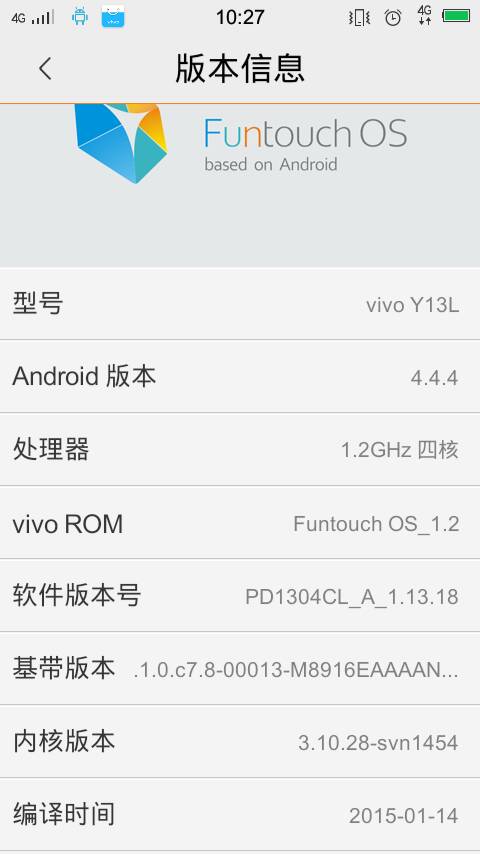 4G 10:27 4G
版本信息
Funtouch OS
based on Android
型号 vivo Y13L
Android 版本 4.4.4
处理器 1.2GHz 四核
vivo ROM Funtouch OS_1.2
软件版本号 PD1304CL_A_1.13.18
基带版本 .1.0.c7.8-00013-M8916EAAAAN...
内核版本 3.10.28-svn1454
编译时间 2015-01-14